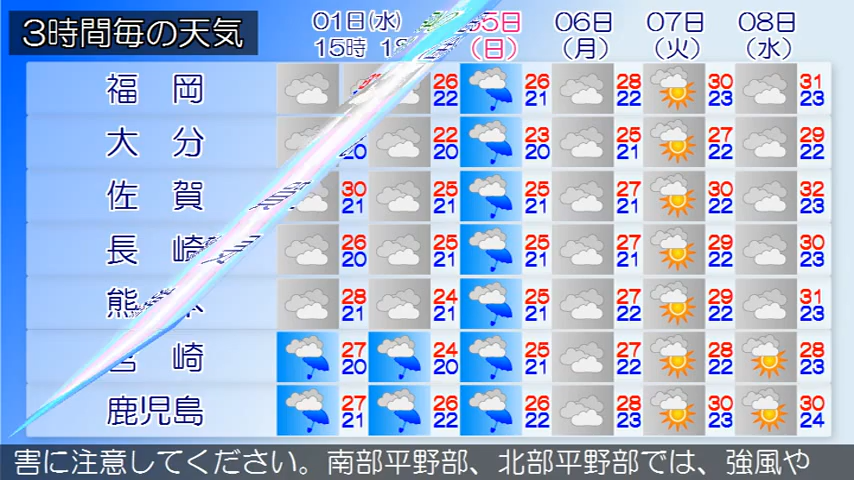 3時間毎の天気
01日(水) 5日 06日 07日 08日
15時 18 (日) (月) (火) (水)
福岡 26 26 28 30 31
22 21 22 23 23
大分 22 23 25 27 29
20 20 20 21 22 22
佐賀 30 25 25 27 30 32
21 21 21 21 22 23
長崎 26 25 25 27 29 30
20 21 21 21 22 23
熊 28 24 25 27 29 31
21 21 21 22 22 23
崎 27 24 25 27 28 28
20 20 21 22 22 23
鹿児島 27 26 26 28 30 30
21 22 22 23 23 24
害に注意してください。南部平野部、北部平野部では、強風や